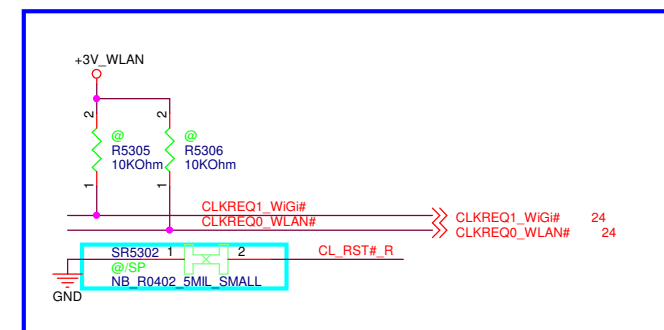 +3V_WLAN
2
2
@
@
R5305
R5306
10KOhm
10KOhm
1
1
CLKREQ1_WiGi#
CLKREQ1_WiGi# 24
CLKREQ0_WLAN#
CLKREQ0_WLAN# 24
SR5302 1 2 CL_RST#_R
@/SP
NB_R0402_5MIL_SMALL
GND